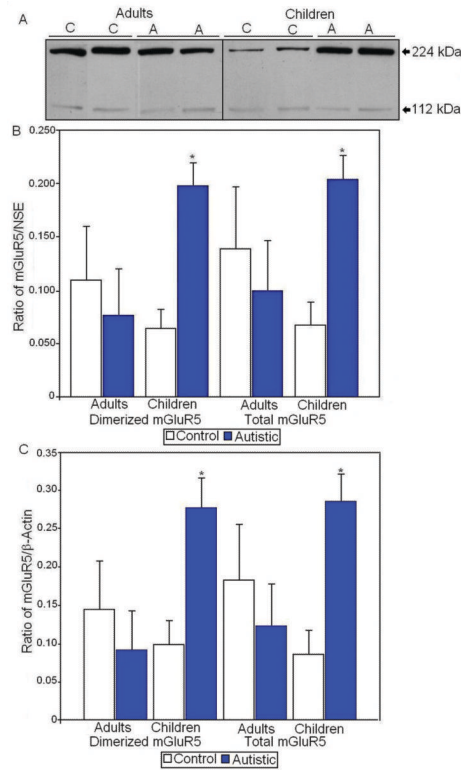 A
Adults
Children
C C A A C C A A
224 kDa
112 kDa
B
Ratio of mGluR5/NSE
0.250
0.200
0.150
0.100
0.050
0
* *
Adults Children Adults Children
Dimerized mGluR5 Total mGluR5
Control Autistic
C
Ratio of mGluR5/β-Actin
0.35
0.30
0.25
0.20
0.15
0.10
0.05
0.00
* *
Adults Children Adults Children
Dimerized mGluR5 Total mGluR5
Control Autistic